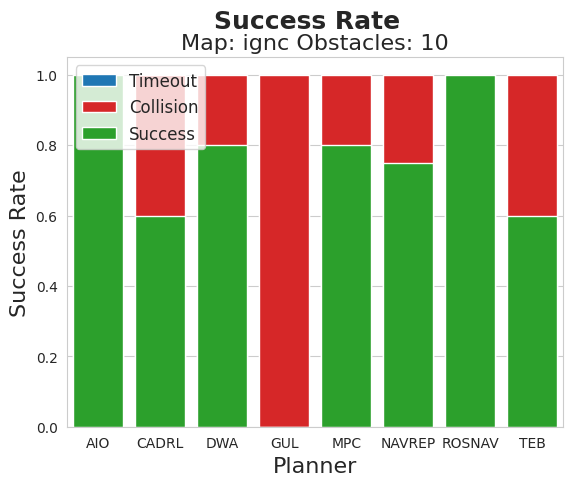 Success Rate
Map: ignc Obstacles: 10
Timeout
Collision
Success
Success Rate
1.0
0.8
0.6
0.4
0.2
0.0
AIO CADRL DWA GUL MPC NAVREP ROSNAV TEB
Planner